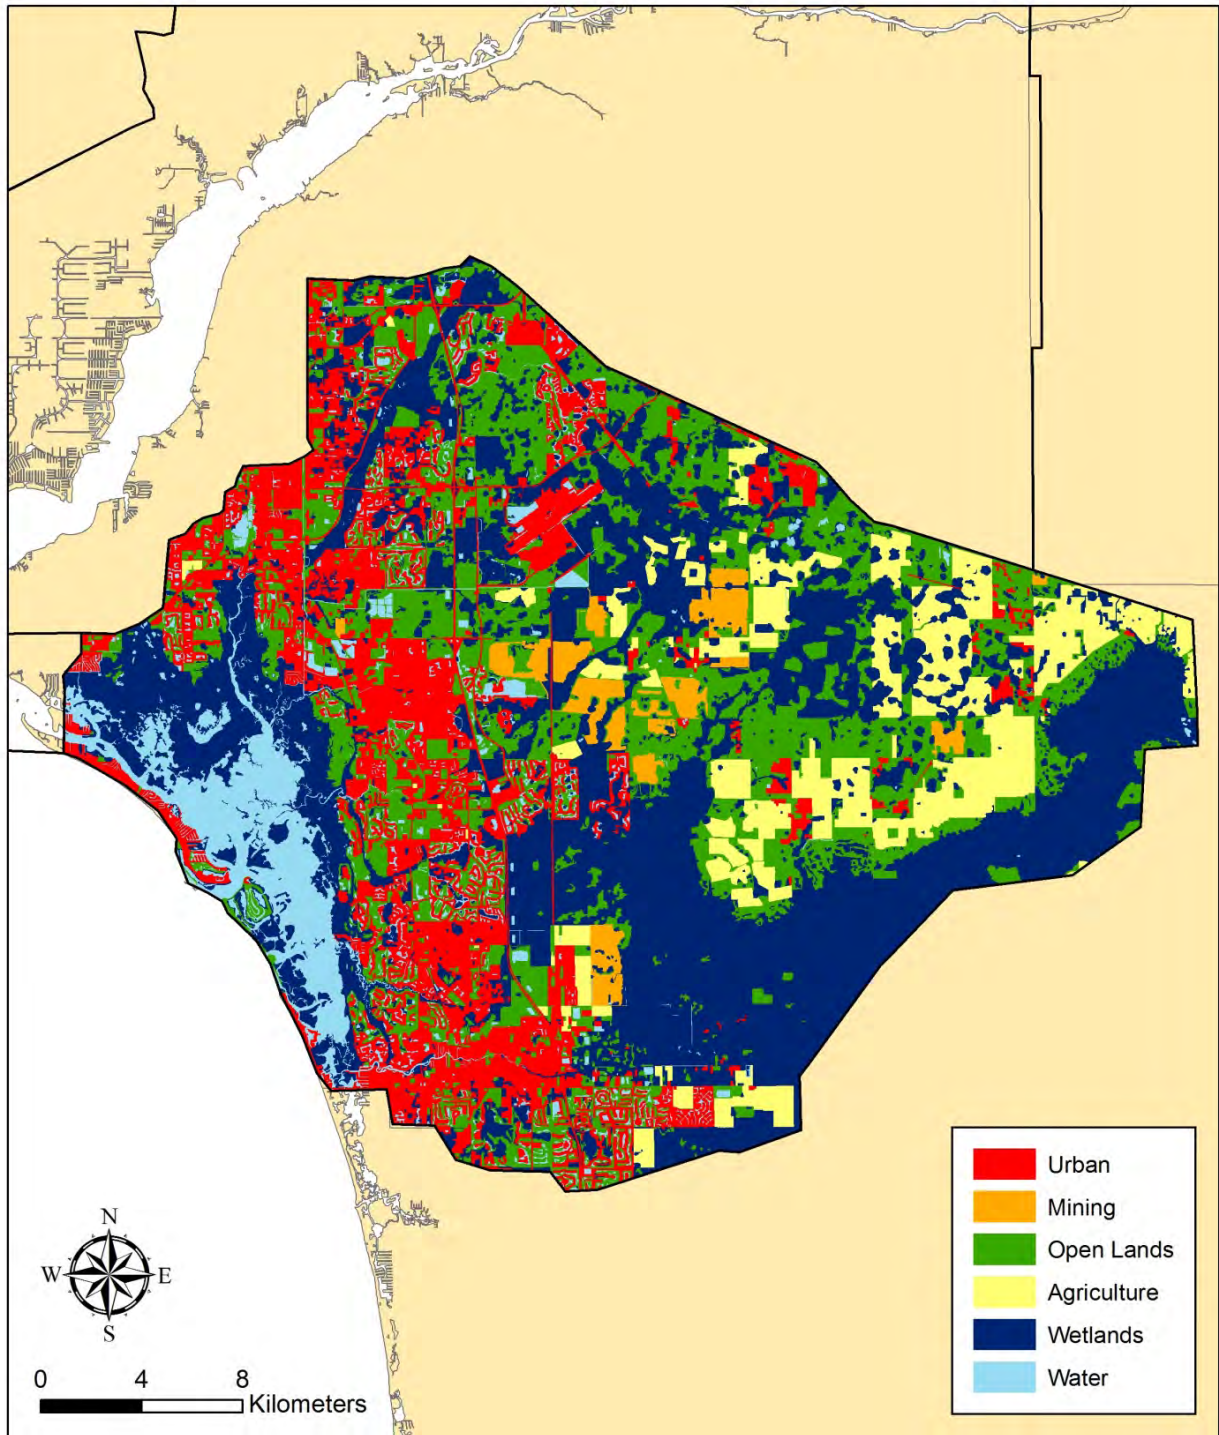 Urban
Mining
Open Lands
Agriculture
Wetlands
Water
N
W E
S
0 4 8
Kilometers